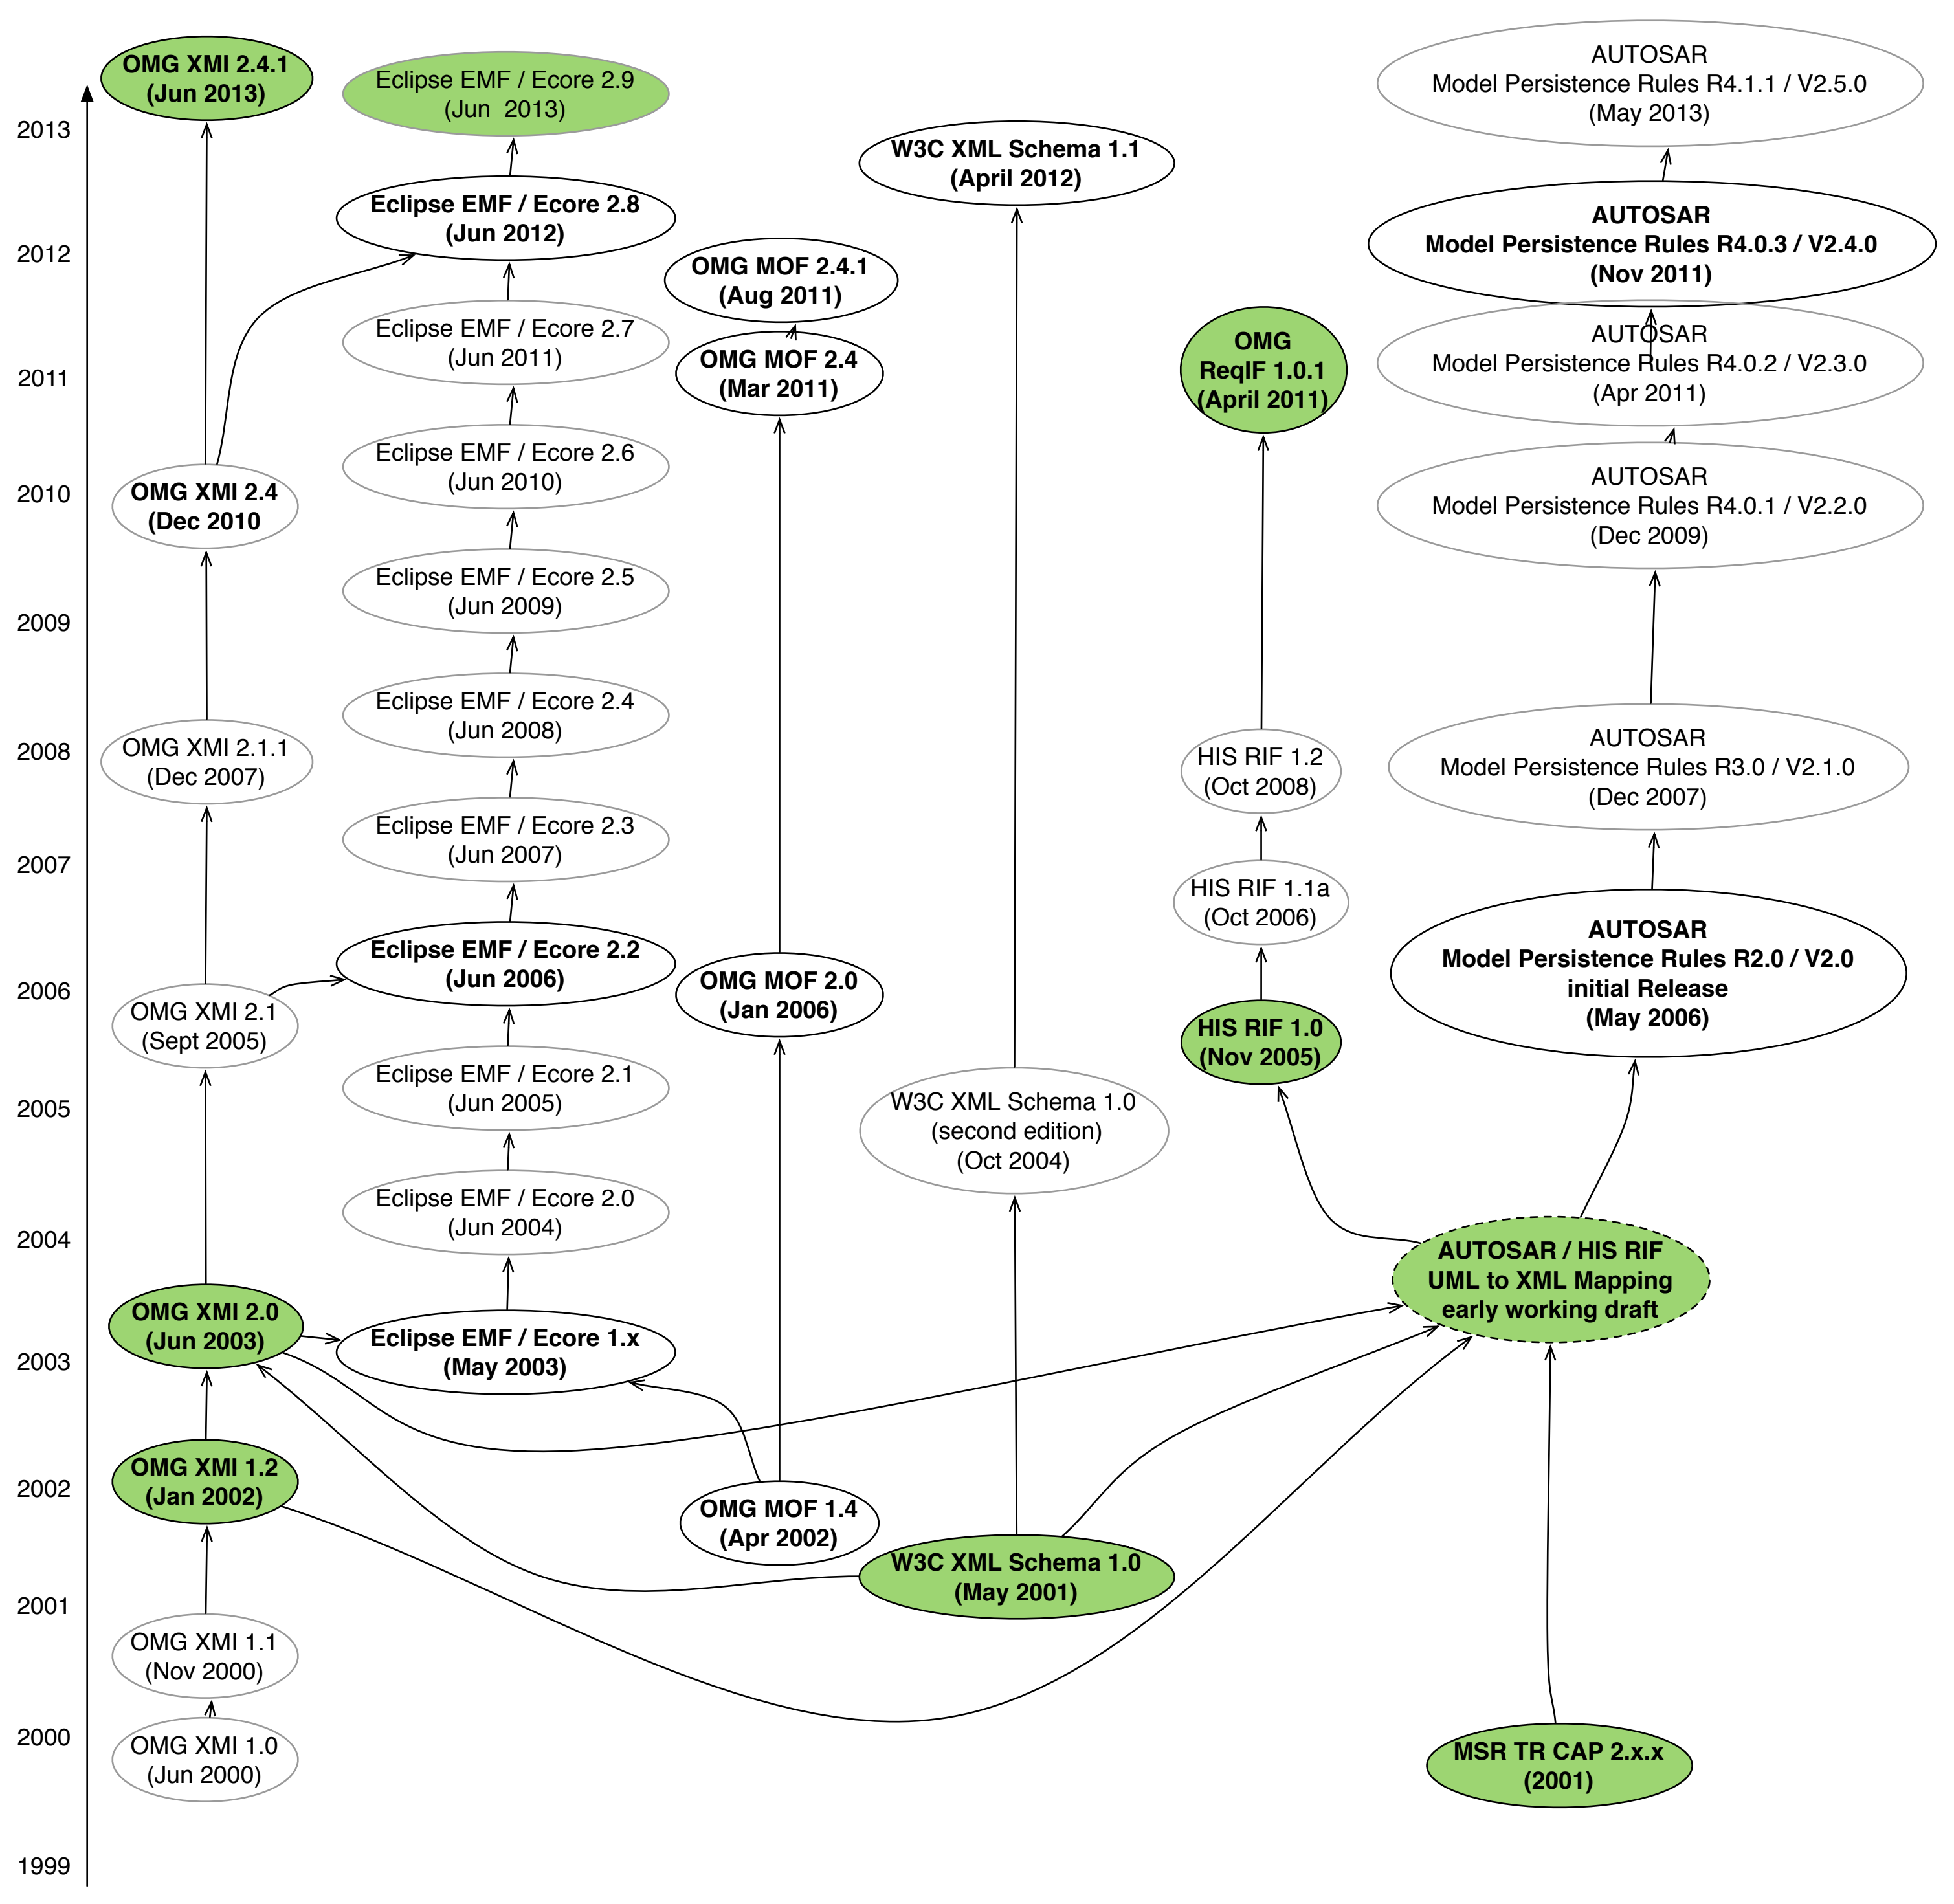 2013
2012
2011
2010
2009
2008
2007
2006
2005
2004
2003
2002
2001
2000
1999
OMG XMI 2.4.1
(Jun 2013)
OMG XMI 2.4
(Dec 2010
OMG XMI 2.1.1
(Dec 2007)
OMG XMI 2.1
(Sept 2005)
OMG XMI 2.0
(Jun 2003)
OMG XMI 1.2
(Jan 2002)
OMG XMI 1.1
(Nov 2000)
OMG XMI 1.0
(Jun 2000)
Eclipse EMF / Ecore 2.9
(Jun  2013)
Eclipse EMF / Ecore 2.8
(Jun 2012)
Eclipse EMF / Ecore 2.7
(Jun 2011)
Eclipse EMF / Ecore 2.6
(Jun 2010)
Eclipse EMF / Ecore 2.5
(Jun 2009)
Eclipse EMF / Ecore 2.4
(Jun 2008)
Eclipse EMF / Ecore 2.3
(Jun 2007)
Eclipse EMF / Ecore 2.2
(Jun 2006)
Eclipse EMF / Ecore 2.1
(Jun 2005)
Eclipse EMF / Ecore 2.0
(Jun 2004)
Eclipse EMF / Ecore 1.x
(May 2003)
OMG MOF 2.4.1
(Aug 2011)
OMG MOF 2.4
(Mar 2011)
OMG MOF 2.0
(Jan 2006)
OMG MOF 1.4
(Apr 2002)
W3C XML Schema 1.1
(April 2012)
W3C XML Schema 1.0
(second edition)
(Oct 2004)
W3C XML Schema 1.0
(May 2001)
OMG
ReqIF 1.0.1
(April 2011)
HIS RIF 1.2
(Oct 2008)
HIS RIF 1.1a
(Oct 2006)
HIS RIF 1.0
(Nov 2005)
AUTOSAR
Model Persistence Rules R4.1.1 / V2.5.0
(May 2013)
AUTOSAR
Model Persistence Rules R4.0.3 / V2.4.0
(Nov 2011)
AUTOSAR
Model Persistence Rules R4.0.2 / V2.3.0
(Apr 2011)
AUTOSAR
Model Persistence Rules R4.0.1 / V2.2.0
(Dec 2009)
AUTOSAR
Model Persistence Rules R3.0 / V2.1.0
(Dec 2007)
AUTOSAR
Model Persistence Rules R2.0 / V2.0
initial Release
(May 2006)
AUTOSAR / HIS RIF
UML to XML Mapping
early working draft
MSR TR CAP 2.x.x
(2001)